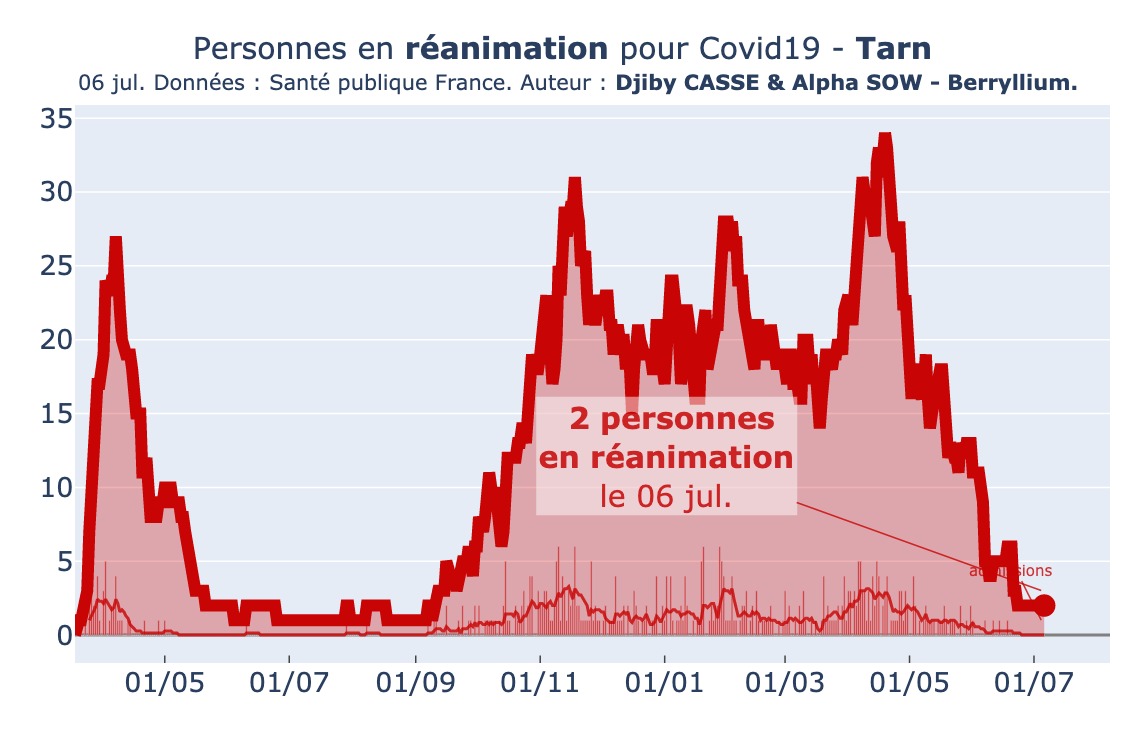 Personnes en réanimation pour Covid19 - Tarn
06 jul. Données : Santé publique France. Auteur : Djiby CASSE & Alpha SOW - Berryllium.
35
30
25
20
15
10
5
0
2 personnes
en réanimation
le 06 jul.
admissions
01/05 01/07 01/09 01/11 01/01 01/03 01/05 01/07